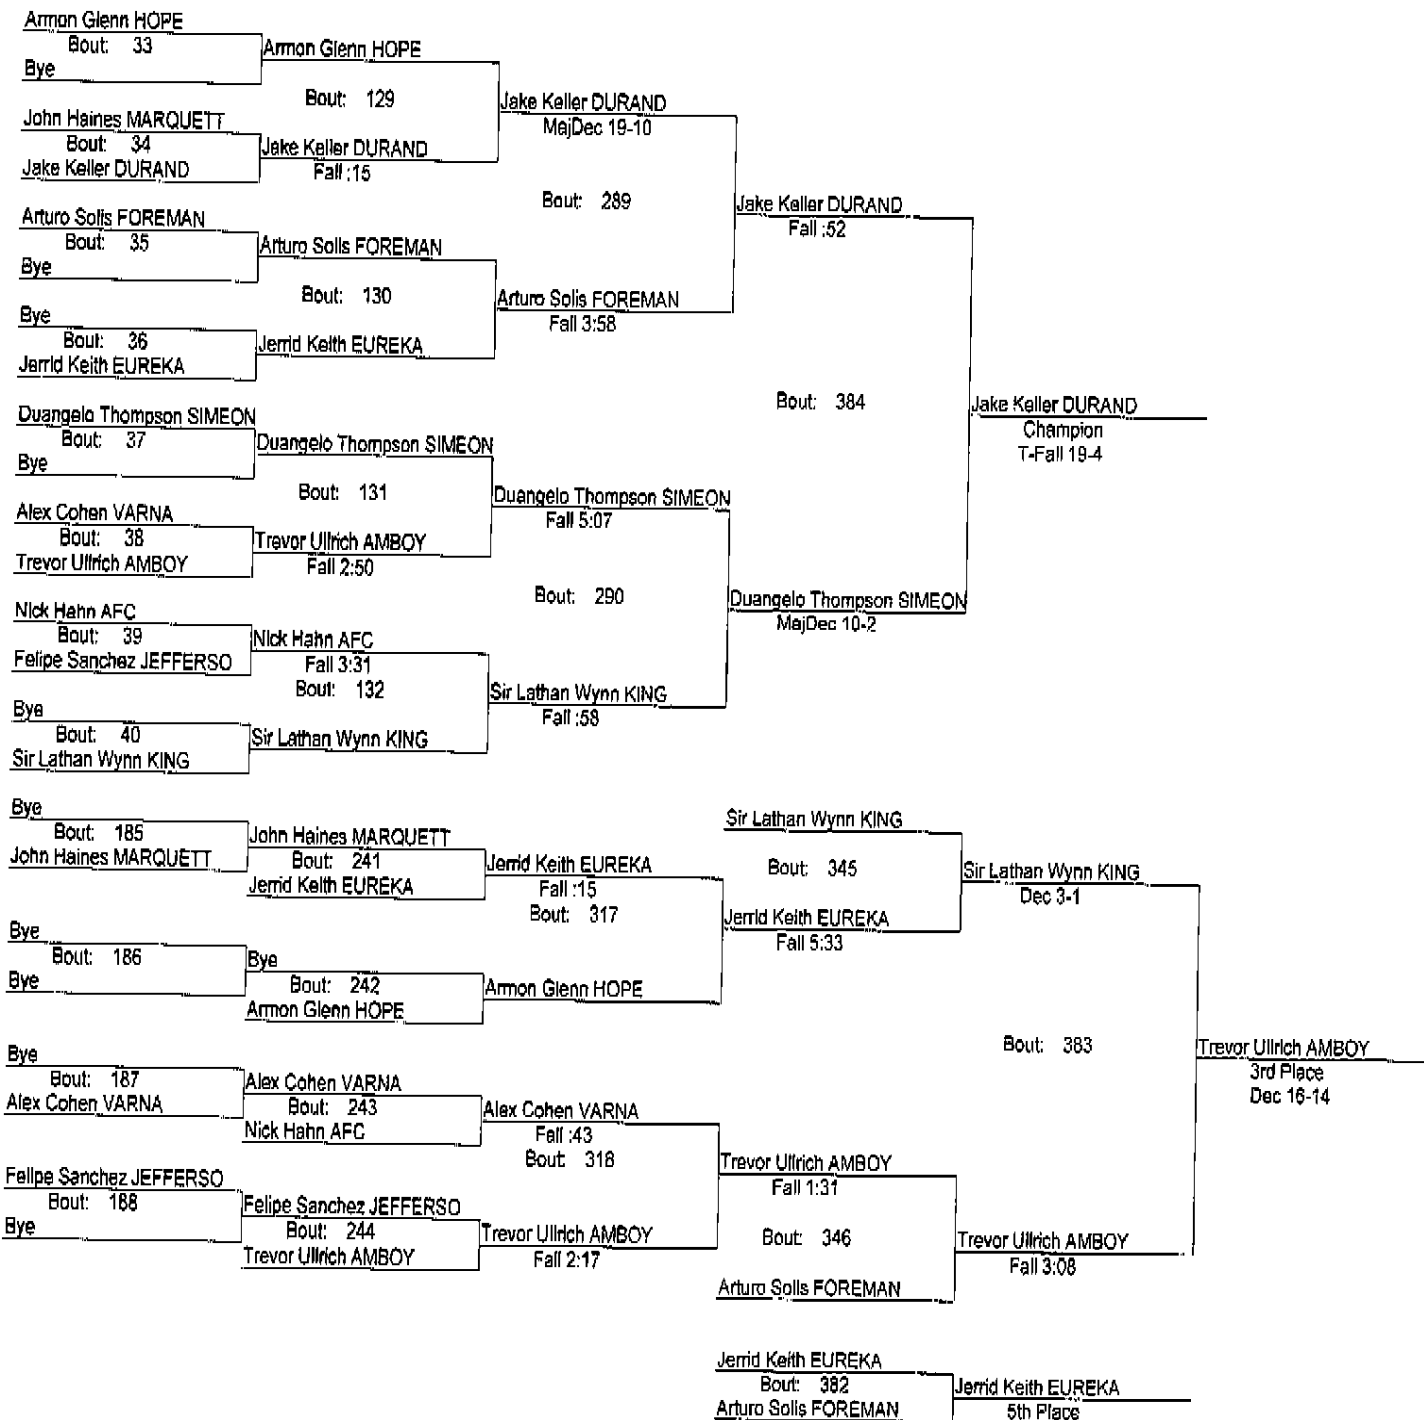 Armon Glenn HOPE
Bout: 33
Bye
Armon Glenn HOPE
Bout: 129
John Haines MARQUETT
Bout: 34
Jake Keller DURAND
Jake Keller DURAND
Fall :15
Jake Keller DURAND
MajDec 19-10
Bout: 289
Arturo Solis FOREMAN
Bout: 35
Bye
Arturo Solis FOREMAN
Bout: 130
Bye
Bout: 36
Jerrid Keith EUREKA
Jerrid Keith EUREKA
Arturo Solis FOREMAN
Fall 3:58
Jake Keller DURAND
Fall :52
Bout: 384
Jake Keller DURAND
Champion
T-Fall 19-4
Duangelo Thompson SIMEON
Bout: 37
Bye
Duangelo Thompson SIMEON
Bout: 131
Alex Cohen VARNA
Bout: 38
Trevor Ullrich AMBOY
Trevor Ullrich AMBOY
Fall 2:50
Duangelo Thompson SIMEON
Fall 5:07
Bout: 290
Duangelo Thompson SIMEON
MajDec 10-2
Nick Hahn AFC
Bout: 39
Felipe Sanchez JEFFERSO
Nick Hahn AFC
Fall 3:31
Bout: 132
Bye
Bout: 40
Sir Lathan Wynn KING
Sir Lathan Wynn KING
Sir Lathan Wynn KING
Fall :58
Bye
Bout: 185
John Haines MARQUETT
John Haines MARQUETT
Bout: 241
Jerrid Keith EUREKA
Jerrid Keith EUREKA
Fall :15
Bout: 317
Bye
Bout: 186
Bye
Bye
Bout: 242
Armon Glenn HOPE
Armon Glenn HOPE
Sir Lathan Wynn KING
Bout: 345
Jerrid Keith EUREKA
Fall 5:33
Sir Lathan Wynn KING
Dec 3-1
Bout: 383
Trevor Ullrich AMBOY
3rd Place
Dec 16-14
Bye
Bout: 187
Alex Cohen VARNA
Alex Cohen VARNA
Bout: 243
Nick Hahn AFC
Alex Cohen VARNA
Fall :43
Bout: 318
Felipe Sanchez JEFFERSO
Bout: 188
Bye
Felipe Sanchez JEFFERSO
Bout: 244
Trevor Ullrich AMBOY
Trevor Ullrich AMBOY
Fall 2:17
Trevor Ullrich AMBOY
Fall 1:31
Bout: 346
Arturo Solis FOREMAN
Trevor Ullrich AMBOY
Fall 3:08
Jerrid Keith EUREKA
Bout: 382
Arturo Solis FOREMAN
Jerrid Keith EUREKA
5th Place